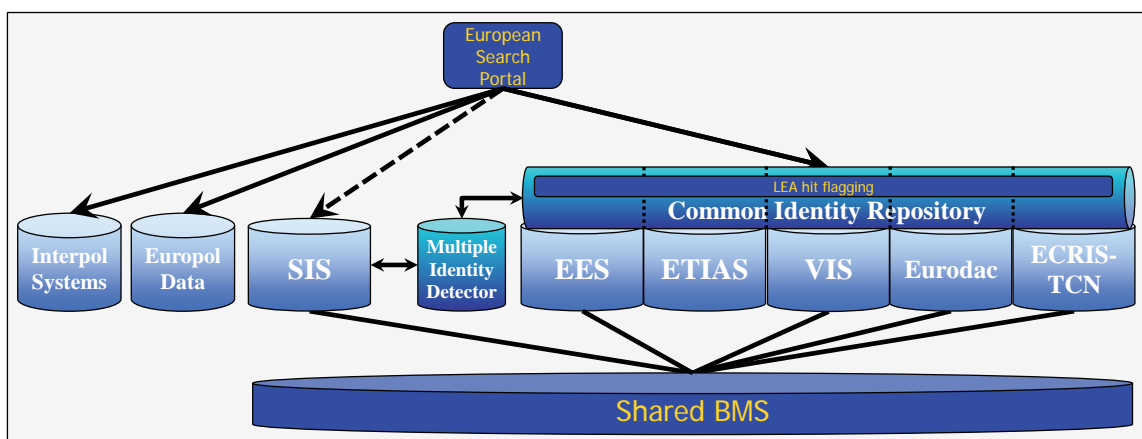 European
Search
Portal
LEA hit flagging
Common Identity Repository
Interpol
Systems
Europol
Data
SIS
Multiple
Identity
Detector
EES
ETIAS
VIS
Eurodac
ECRIS-
TCN
Shared BMS